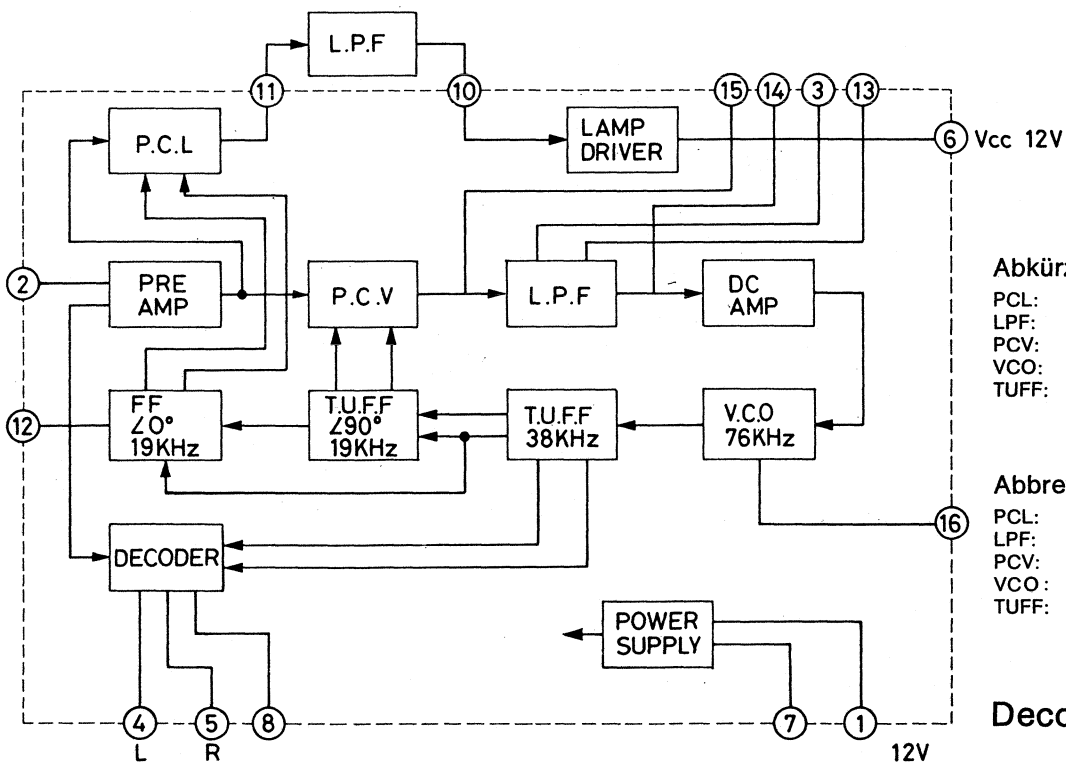 L.P.F
11
10
15
14
3
13
P.C.L
LAMP
DRIVER
6
Vcc 12V
2
PRE
AMP
P.C.V
L.P.F
DC
AMP
12
FF
∠0°
19KHz
T.U.F.F
∠90°
19KHz
T.U.F.F
38KHz
V.C.O
76KHz
16
DECODER
POWER
SUPPLY
4
5
8
7
1
L
R
12V
Abkürz
PCL:
LPF:
PCV:
VCO:
TUFF:
Abbre
PCL:
LPF:
PCV:
VCO:
TUFF:
Deco